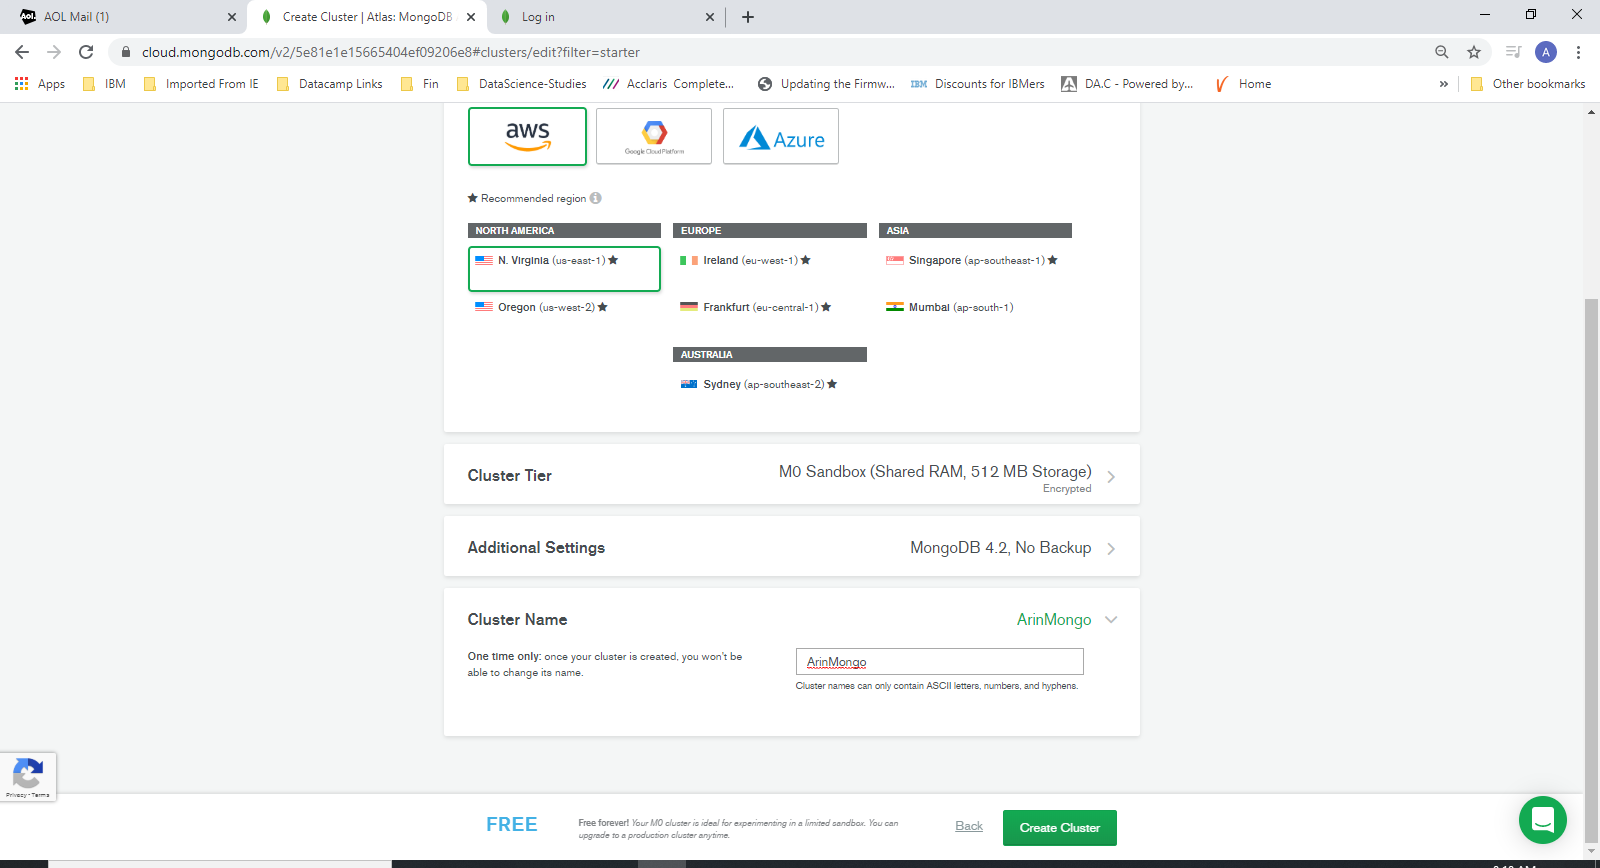 Aol. AOL Mail (1)
Create Cluster | Atlas: MongoDB
Log in
cloud.mongodb.com/v2/5e81e1e15665404ef09206e8#clusters/edit?filter=starter
A
Apps
IBM
Imported From IE
Datacamp Links
Fin
DataScience-Studies
Acclaris Complete...
Updating the Firmw...
IBM Discounts for IBMers
DA.C - Powered by...
Home
»
Other bookmarks
aws
Google Cloud Platform
Azure
Recommended region
NORTH AMERICA
N. Virginia (us-east-1)
Oregon (us-west-2)
EUROPE
Ireland (eu-west-1)
Frankfurt (eu-central-1)
ASIA
Singapore (ap-southeast-1)
Mumbai (ap-south-1)
AUSTRALIA
Sydney (ap-southeast-2)
Cluster Tier
M0 Sandbox (Shared RAM, 512 MB Storage)
Encrypted
Additional Settings
MongoDB 4.2, No Backup
Cluster Name
ArinMongo
One time only: once your cluster is created, you won't be
able to change its name.
ArinMongo
Cluster names can only contain ASCII letters, numbers, and hyphens.
Privacy - Terms
FREE
Free forever! Your M0 cluster is ideal for experimenting in a limited sandbox. You can
upgrade to a production cluster anytime.
Back
Create Cluster